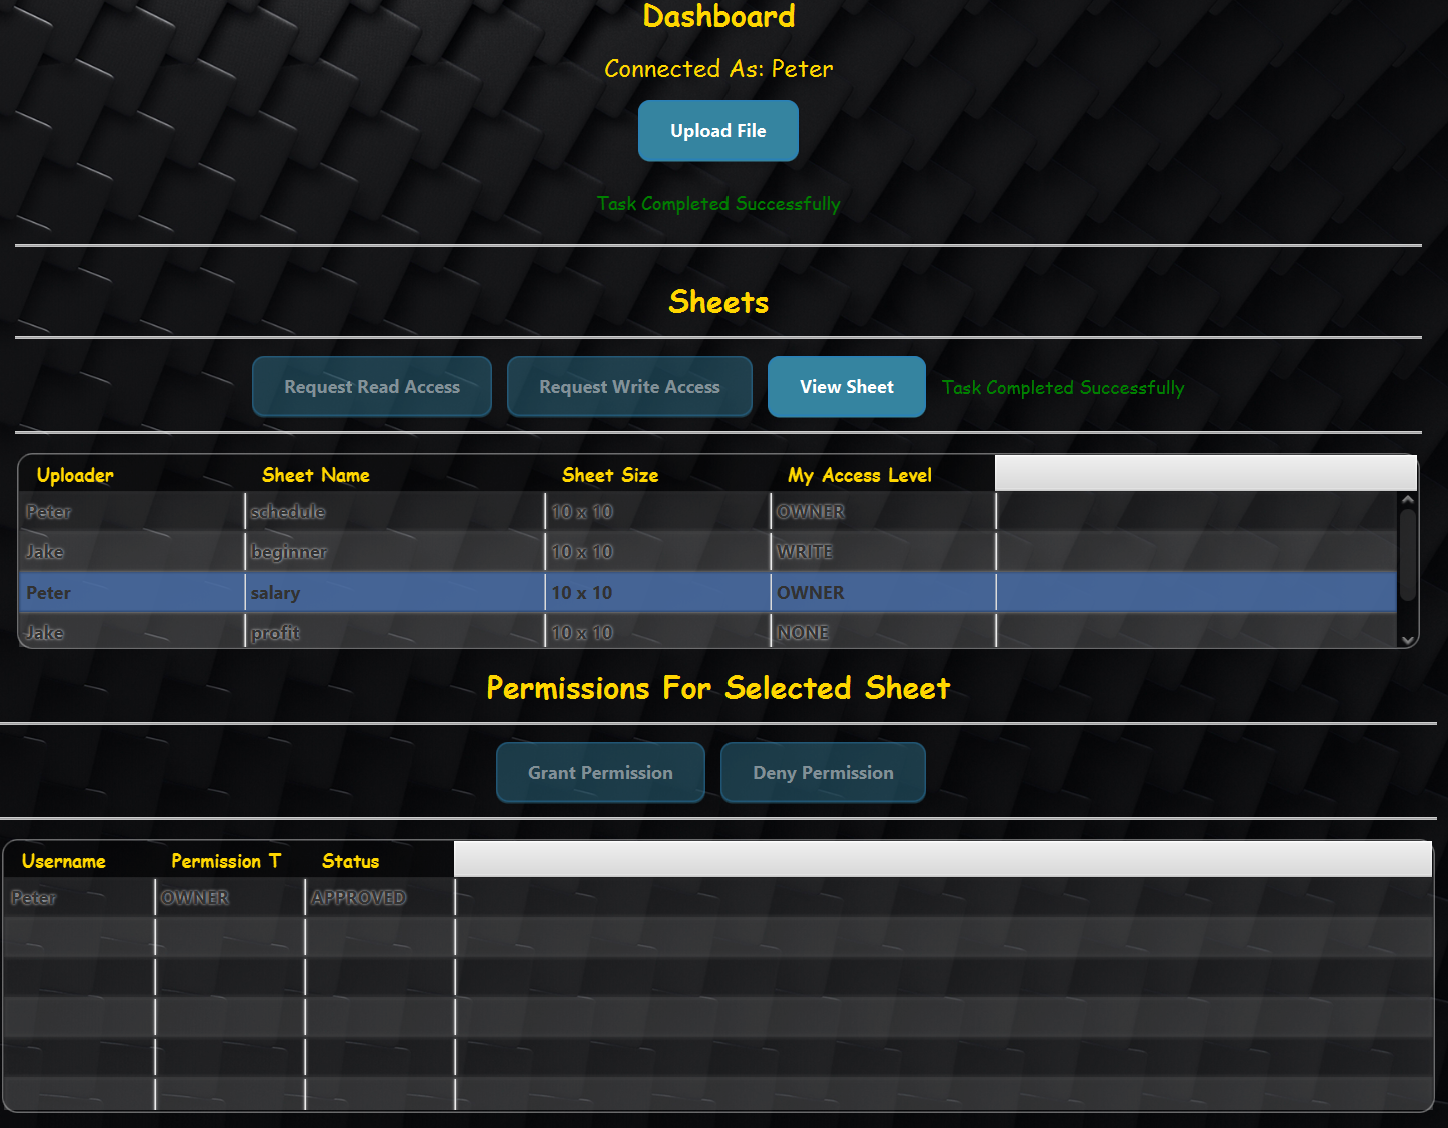 Dashboard
Connected As: Peter
Upload File
Task Completed Successfully
Sheets
Request Read Access Request Write Access View Sheet Task Completed Successfully
Uploader Sheet Name Sheet Size My Access Level
Peter schedule 10 x 10 OWNER
Jake beginner 10 x 10 WRITE
Peter salary 10 x 10 OWNER
Jake profit 10 x 10 NONE
Permissions For Selected Sheet
Grant Permission Deny Permission
Username Permission T Status
Peter OWNER APPROVED